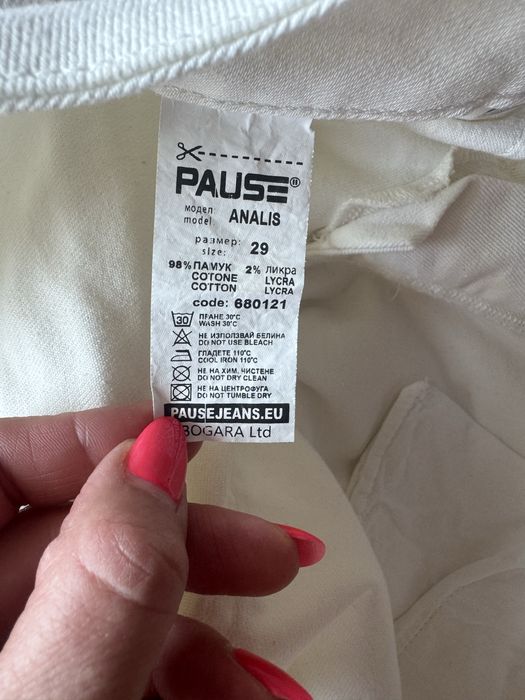 PAUSE®
модел
model ANALIS
размер:
size: 29
98% ПАМУК 2% ликра
COTONE LYCRA
COTTON LYCRA
code: 680121
30 ПРАНЕ 30°C
WASH 30°C
НЕ ИЗПОЛЗВАЙ БЕЛИНА
DO NOT USE BLEACH
ГЛАДЕТЕ 110°C
COOL IRON 110°C
НЕ НА ХИМ. ЧИСТЕНЕ
DO NOT DRY CLEAN
НЕ НА ЦЕНТРОФУГА
DO NOT TUMBLE DRY
PAUSEJEANS.EU
BOGARA Ltd